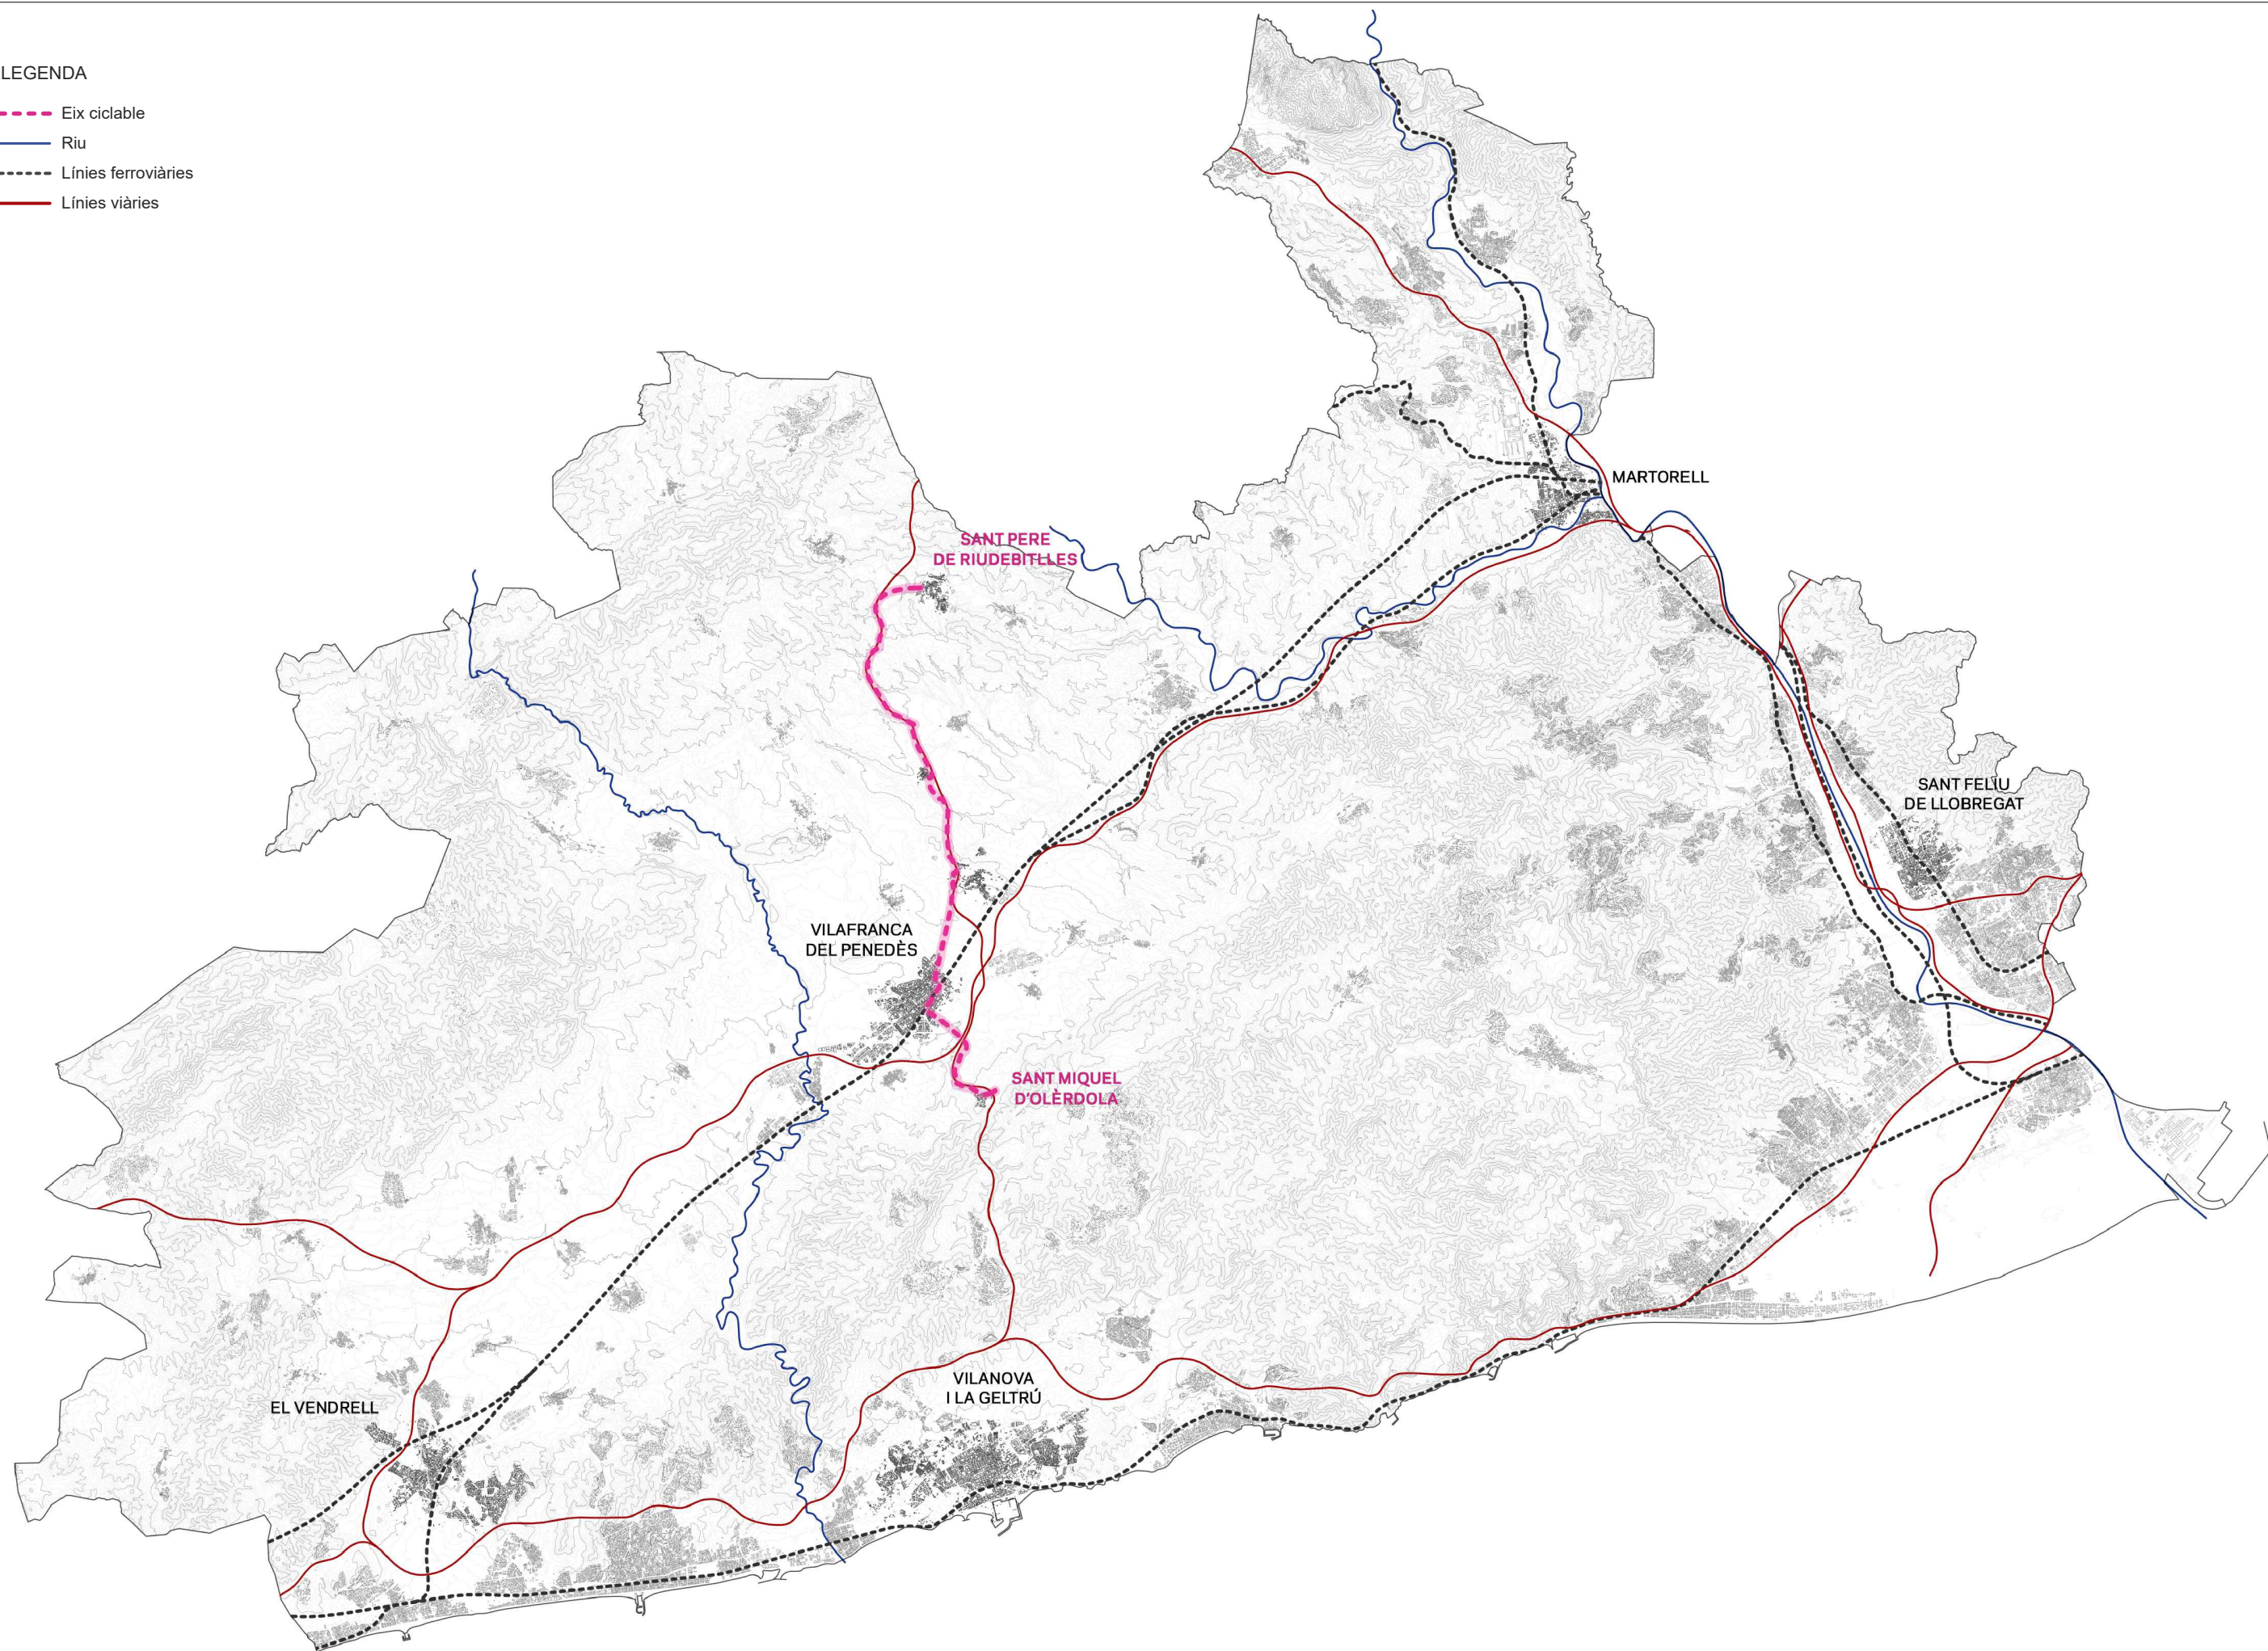 LEGENDA
Eix ciclable
Riu
Línies ferroviàries
Línies viàries
MARTORELL
SANT PERE
DE RIUDEBITLLES
SANT FELIU
DE LLOBREGAT
VILAFRANCA
DEL PENEDÈS
SANT MIQUEL
D'OLÈRDOLA
VILANOVA
I LA GELTRÚ
EL VENDRELL